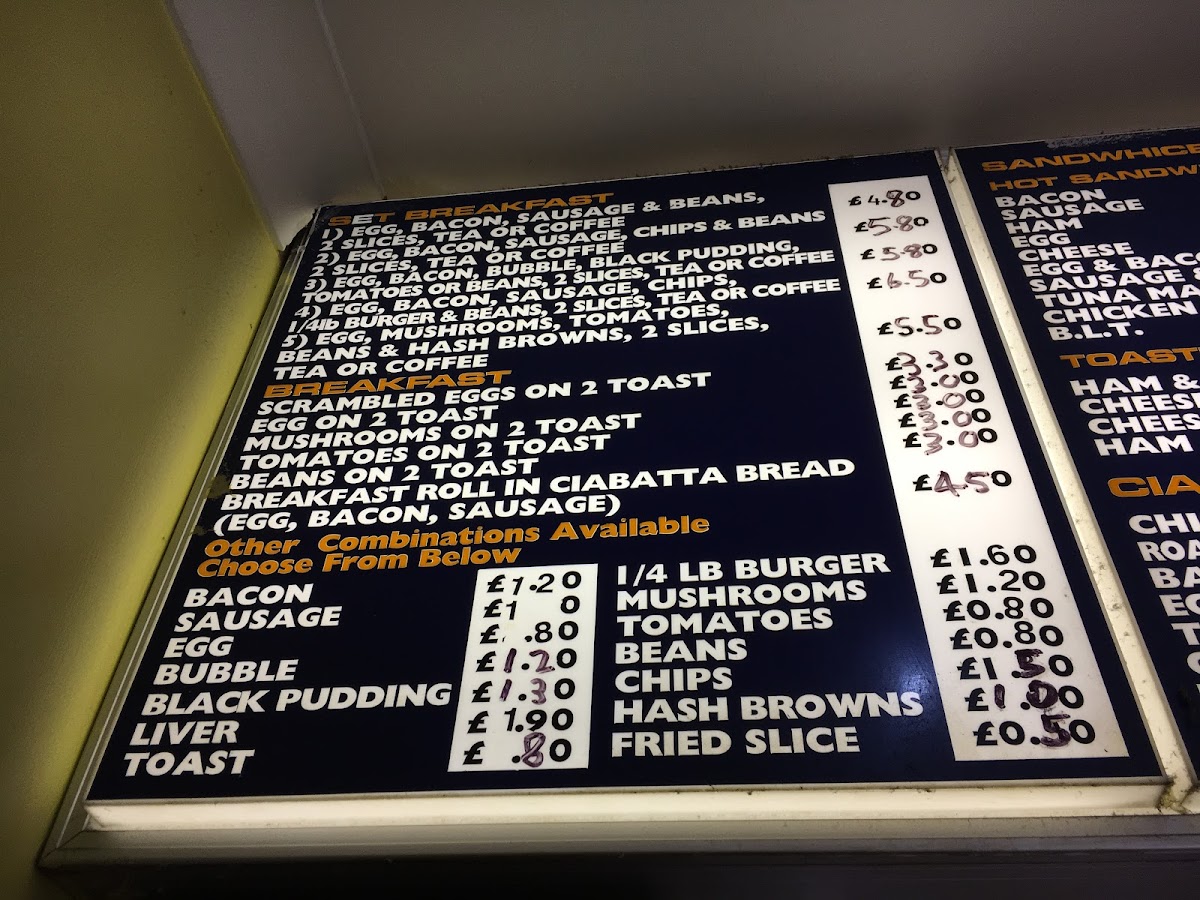 SET BREAKFAST
1) EGG, BACON, SAUSAGE & BEANS, £4.80
2 SLICES, TEA OR COFFEE
2) EGG, BACON, SAUSAGE, CHIPS & BEANS £5.80
2 SLICES, TEA OR COFFEE
3) EGG, BACON, BUBBLE, BLACK PUDDING, £5.80
TOMATOES OR BEANS, 2 SLICES, TEA OR COFFEE
4) EGG, BACON, SAUSAGE, CHIPS, £6.50
1/4lb BURGER & BEANS, 2 SLICES, TEA OR COFFEE
5) EGG, MUSHROOMS, TOMATOES, £5.50
BEANS & HASH BROWNS, 2 SLICES,
TEA OR COFFEE
BREAKFAST
SCRAMBLED EGGS ON 2 TOAST £3.30
EGG ON 2 TOAST £3.00
MUSHROOMS ON 2 TOAST £3.00
TOMATOES ON 2 TOAST £3.00
BEANS ON 2 TOAST £3.00
BREAKFAST ROLL IN CIABATTA BREAD £4.50
(EGG, BACON, SAUSAGE)
Other Combinations Available
Choose From Below
BACON £1.20
SAUSAGE £1 0
EGG £ .80
BUBBLE £1.20
BLACK PUDDING £1.30
LIVER £1.90
TOAST £ .80
1/4 LB BURGER £1.60
MUSHROOMS £1.20
TOMATOES £0.80
BEANS £0.80
CHIPS £1.50
HASH BROWNS £1.00
FRIED SLICE £0.50
SANDWHICE
HOT SANDW
BACON
SAUSAGE
HAM
EGG
CHEESE
EGG & BACO
SAUSAGE
TUNA MA
CHICKEN
B.L.T.
TOAST
HAM &
CHEESY
CHEES
HAM
CIA
CH
RO
BA